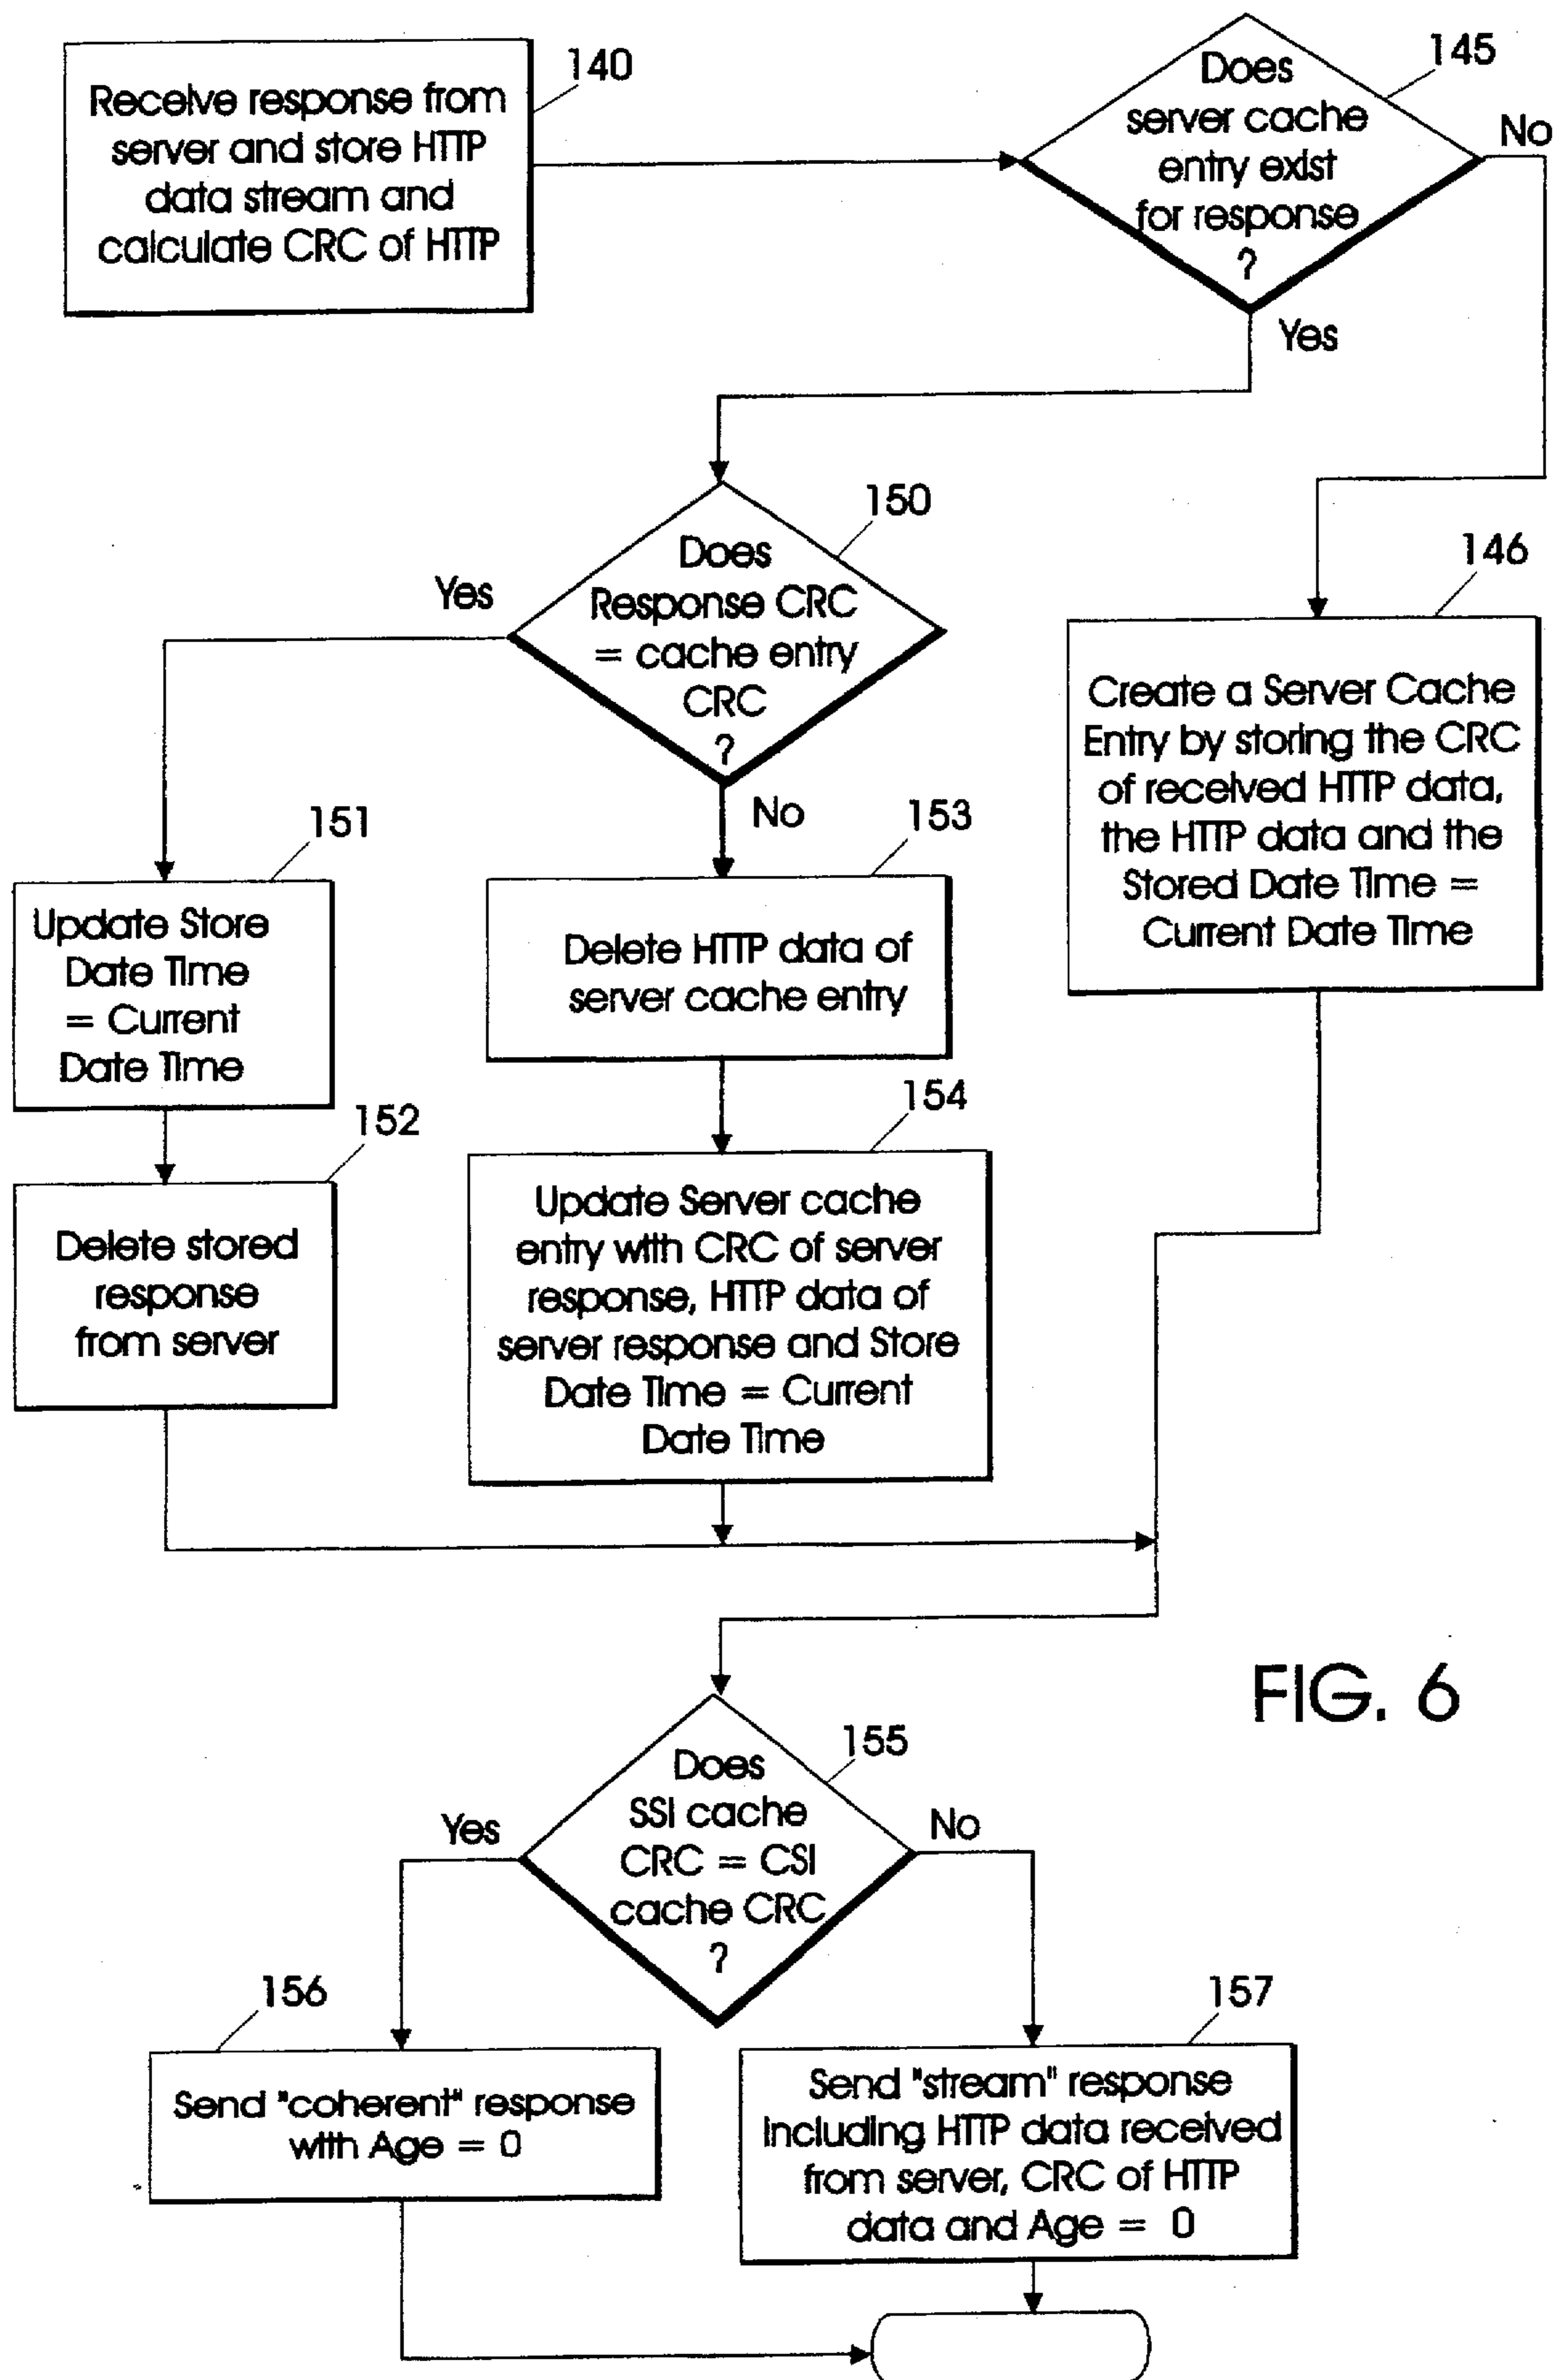 140
Receive response from
server and store HTTP
data stream and
calculate CRC of HTTP
145
Does
server cache
entry exist
for response
?
No
Yes
150
Does
Response CRC
= cache entry
CRC
?
Yes
No
146
Create a Server Cache
Entry by storing the CRC
of received HTTP data,
the HTTP data and the
Stored Date Time =
Current Date Time
151
Update Store
Date Time
= Current
Date Time
153
Delete HTTP data of
server cache entry
152
Delete stored
response
from server
154
Update Server cache
entry with CRC of server
response, HTTP data of
server response and Store
Date Time = Current
Date Time
FIG. 6
155
Does
SSI cache
CRC = CSI
cache CRC
?
Yes
No
156
Send "coherent" response
with Age = 0
157
Send "stream" response
including HTTP data received
from server, CRC of HTTP
data and Age = 0